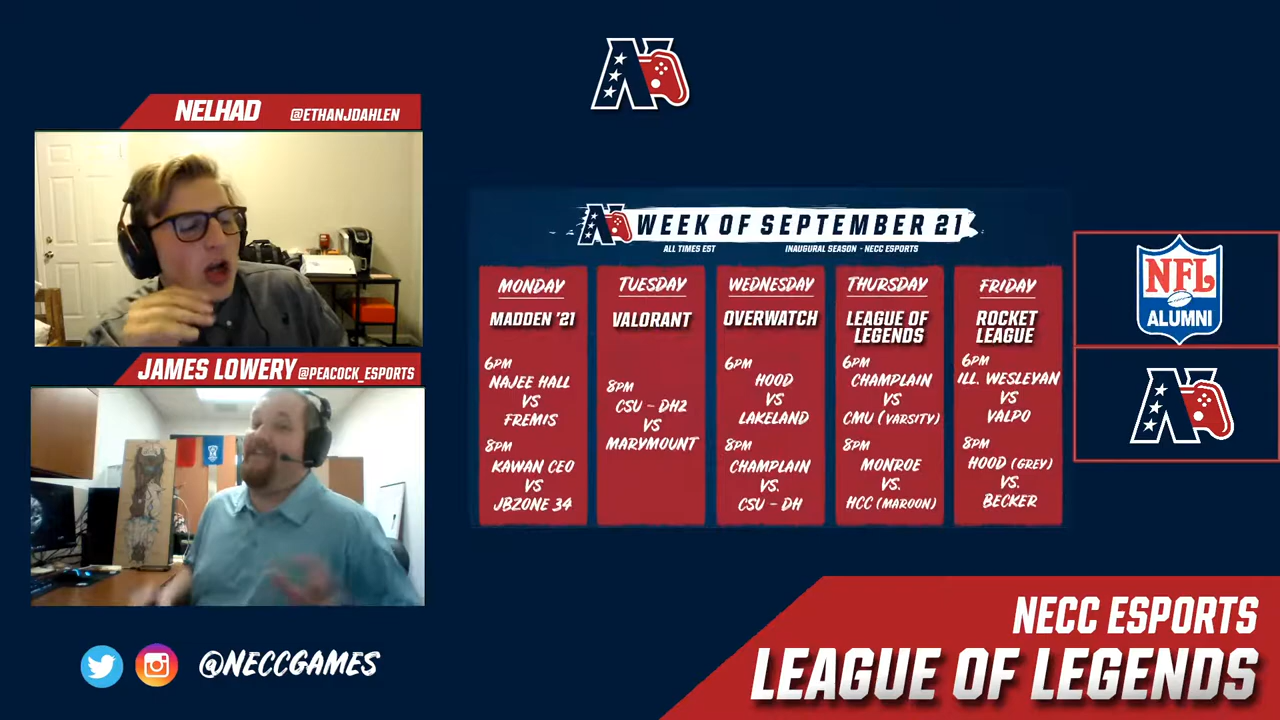 NELHAD @ETHANJDAHLEN
JAMES LOWERY @PEACOCK_ESPORTS
@NECCGAMES
WEEK OF SEPTEMBER 21
ALL TIMES EST INAUGURAL SEASON - NECC ESPORTS
MONDAY
MADDEN '21
6PM
NAJEE HALL
VS
FREMIS
8PM
KAWAN CEO
VS
JBZONE 34
TUESDAY
VALORANT
8PM
CSU - DH2
VS
MARYMOUNT
WEDNESDAY
OVERWATCH
6PM
HOOD
VS
LAKELAND
8PM
CHAMPLAIN
VS.
CSU - DH
THURSDAY
LEAGUE OF
LEGENDS
6PM
CHAMPLAIN
VS
CMU (VARSITY)
8PM
MONROE
VS.
HCC (MAROON)
FRIDAY
ROCKET
LEAGUE
6PM
ILL. WESLEYAN
VS
VALPO
8PM
HOOD (GREY)
VS.
BECKER
NFL
ALUMNI
NECC ESPORTS
LEAGUE OF LEGENDS